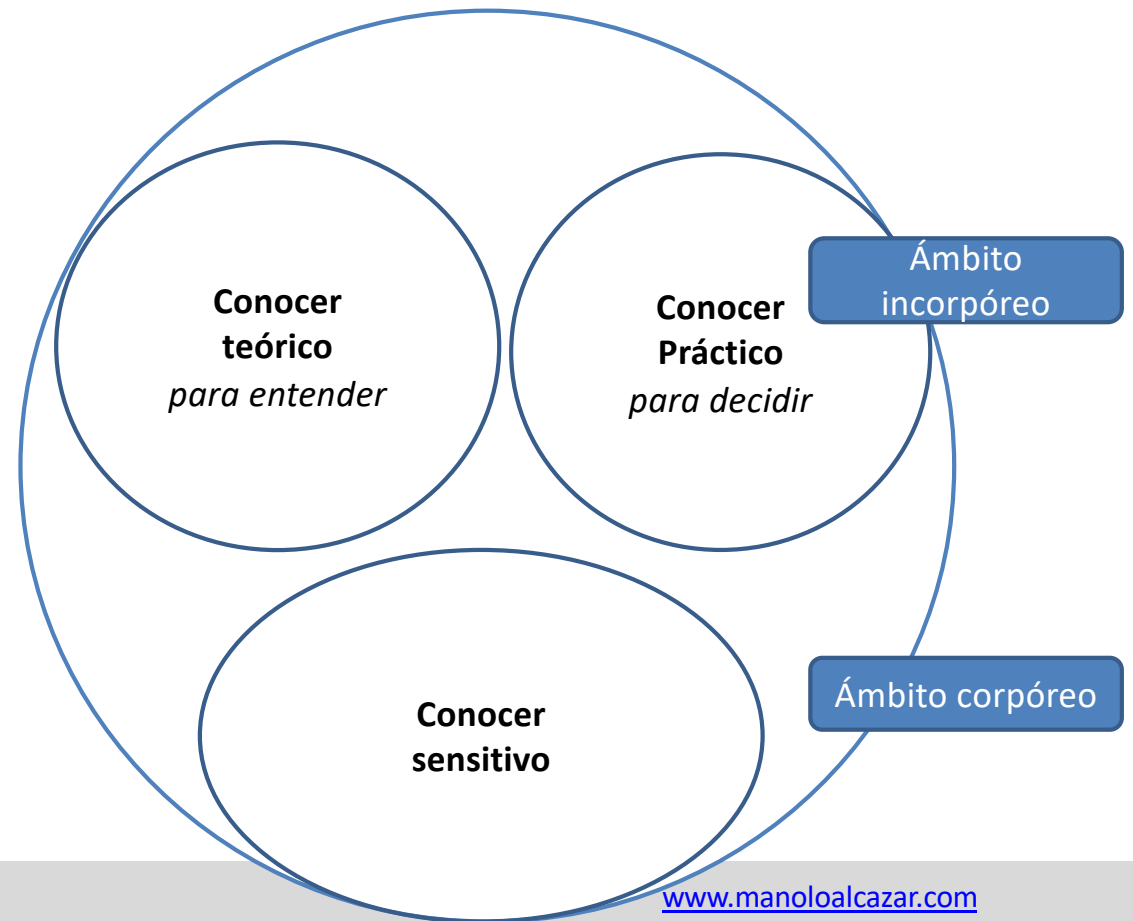 Conocer
teórico
para entender
Conocer
Práctico
para decidir
Ámbito
incorpóreo
Conocer
sensitivo
Ámbito corpóreo
www.manoloalcazar.com